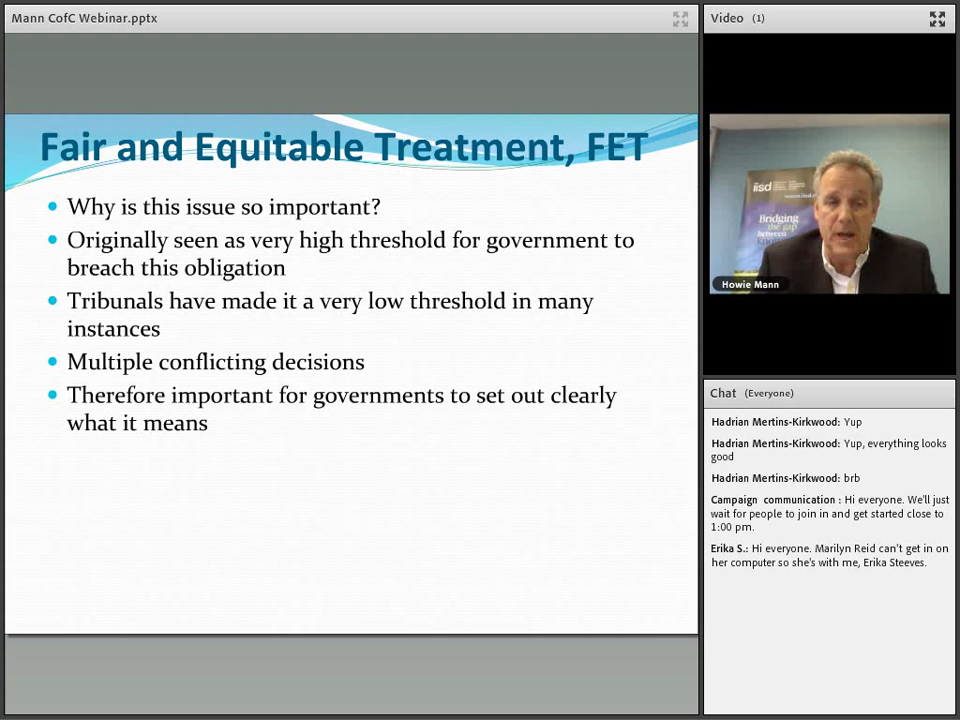 Mann CofC Webinar.pptx
Fair and Equitable Treatment, FET
Why is this issue so important?
Originally seen as very high threshold for government to
breach this obligation
Tribunals have made it a very low threshold in many
instances
Multiple conflicting decisions
Therefore important for governments to set out clearly
what it means
Video (1)
iisd
Bridging
the gap
between
Howie Mann
Chat (Everyone)
Hadrian Mertins-Kirkwood: Yup
Hadrian Mertins-Kirkwood: Yup, everything looks
good
Hadrian Mertins-Kirkwood: brb
Campaign communication : Hi everyone. We'll just
wait for people to join in and get started close to
1:00 pm.
Erika S.: Hi everyone. Marilyn Reid can't get in on
her computer so she's with me, Erika Steeves.